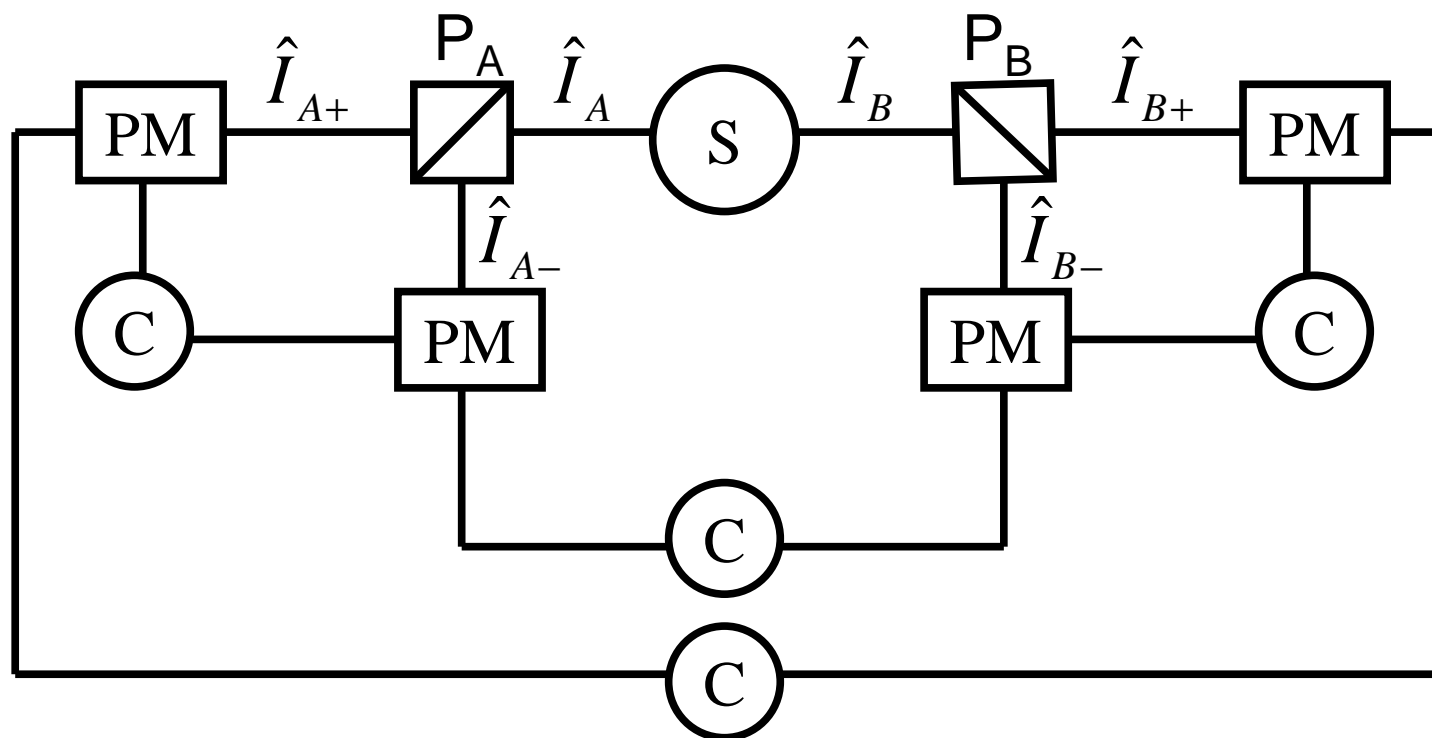 P_A P_B
Î_{A+} Î_A Î_B Î_{B+}
PM S PM
Î_{A−} Î_{B−}
C PM PM C
C
C